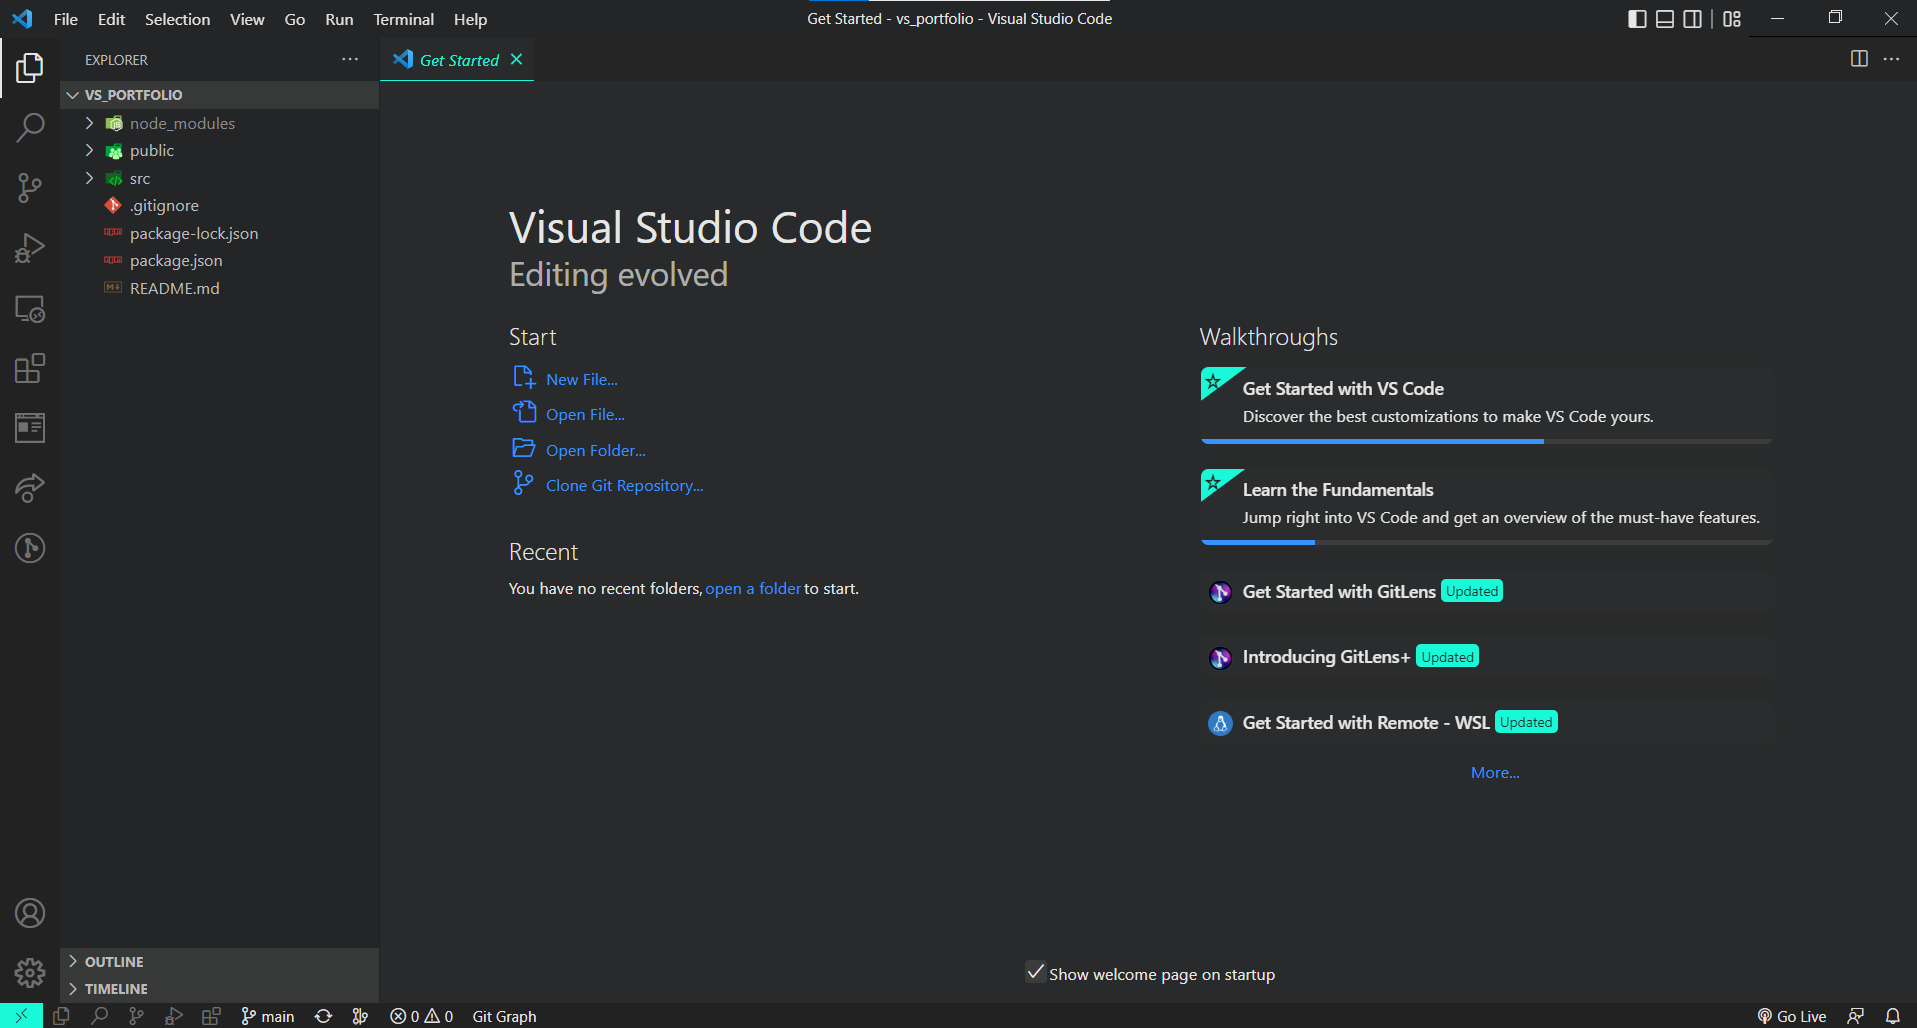 File Edit Selection View Go Run Terminal Help
Get Started - vs_portfolio - Visual Studio Code
EXPLORER
Get Started
VS_PORTFOLIO
node_modules
public
src
.gitignore
package-lock.json
package.json
README.md
OUTLINE
TIMELINE
Visual Studio Code
Editing evolved
Start
New File...
Open File...
Open Folder...
Clone Git Repository...
Recent
You have no recent folders, open a folder to start.
Walkthroughs
Get Started with VS Code
Discover the best customizations to make VS Code yours.
Learn the Fundamentals
Jump right into VS Code and get an overview of the must-have features.
Get Started with GitLens Updated
Introducing GitLens+ Updated
Get Started with Remote - WSL Updated
More...
Show welcome page on startup
main 0 0 Git Graph Go Live